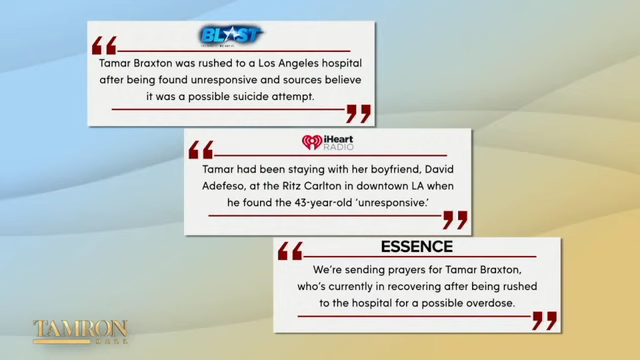 BLAST
Tamar Braxton was rushed to a Los Angeles hospital
after being found unresponsive and sources believe
it was a possible suicide attempt.
iHeart
RADIO
Tamar had been staying with her boyfriend, David
Adefeso, at the Ritz Carlton in downtown LA when
he found the 43-year-old ‘unresponsive.’
ESSENCE
We’re sending prayers for Tamar Braxton,
who’s currently in recovering after being rushed
to the hospital for a possible overdose.
TAMRON